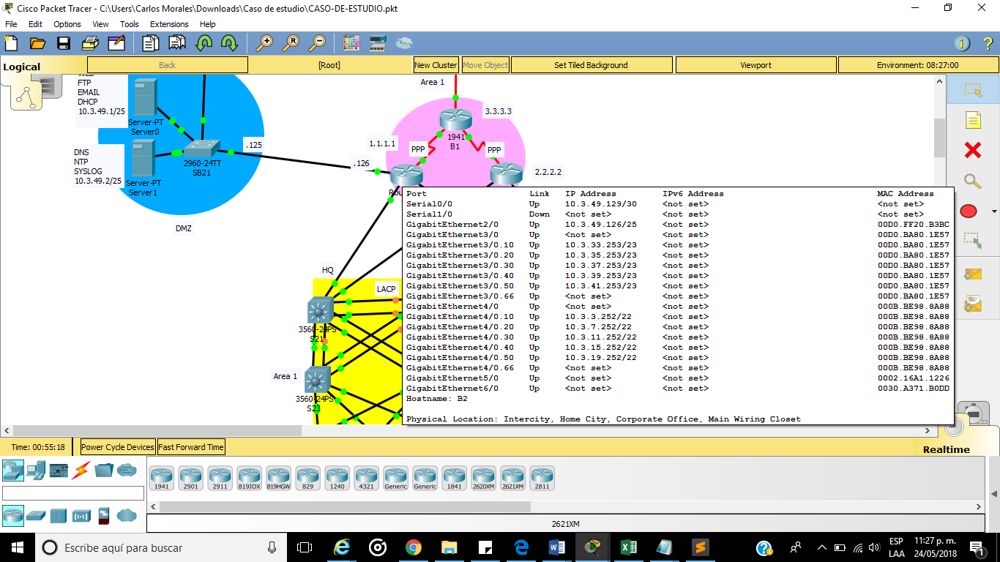 Cisco Packet Tracer - C:\Users\Carlos Morales\Downloads\Caso de estudio\CASO-DE-ESTUDIO.pkt
File Edit Options View Tools Extensions Help
Logical
Back
[Root]
New Cluster
Move Object
Set Tiled Background
Viewport
Environment: 08:27:00
FTP
EMAIL
DHCP
10.3.49.1/25
Server-PT
Server0
DNS
NTP
SYSLOG
10.3.49.2/25
Server-PT
Server1
2960-24TT
SB21
.125
DMZ
.126
Area 1
3.3.3.3
1941
B1
1.1.1.1
PPP
PPP
2.2.2.2
HQ
LACP
3560-24PS
S21
Area 1
3560-24PS
S23
Port Link IP Address IPv6 Address MAC Address
Serial0/0 Up 10.3.49.129/30 <not set> <not set>
Serial1/0 Down <not set> <not set> <not set>
GigabitEthernet2/0 Up 10.3.49.126/25 <not set> 00D0.FF20.B3BC
GigabitEthernet3/0 Up <not set> <not set> 00D0.BA80.1E57
GigabitEthernet3/0.10 Up 10.3.33.253/23 <not set> 00D0.BA80.1E57
GigabitEthernet3/0.20 Up 10.3.35.253/23 <not set> 00D0.BA80.1E57
GigabitEthernet3/0.30 Up 10.3.37.253/23 <not set> 00D0.BA80.1E57
GigabitEthernet3/0.40 Up 10.3.39.253/23 <not set> 00D0.BA80.1E57
GigabitEthernet3/0.50 Up 10.3.41.253/23 <not set> 00D0.BA80.1E57
GigabitEthernet3/0.66 Up <not set> <not set> 00D0.BA80.1E57
GigabitEthernet4/0 Up <not set> <not set> 000B.BE98.8A88
GigabitEthernet4/0.10 Up 10.3.3.252/22 <not set> 000B.BE98.8A88
GigabitEthernet4/0.20 Up 10.3.7.252/22 <not set> 000B.BE98.8A88
GigabitEthernet4/0.30 Up 10.3.11.252/22 <not set> 000B.BE98.8A88
GigabitEthernet4/0.40 Up 10.3.15.252/22 <not set> 000B.BE98.8A88
GigabitEthernet4/0.50 Up 10.3.19.252/22 <not set> 000B.BE98.8A88
GigabitEthernet4/0.66 Up <not set> <not set> 000B.BE98.8A88
GigabitEthernet5/0 Up <not set> <not set> 0002.16A1.1226
GigabitEthernet6/0 Up <not set> <not set> 0030.A371.B0DD
Hostname: B2
Physical Location: Intercity, Home City, Corporate Office, Main Wiring Closet
Time: 00:55:18
Power Cycle Devices
Fast Forward Time
Realtime
1941 2901 2911 819IOX 819HGW 829 1240 4321 Generic Generic 1841 2620XM 2621XM 2811
2621XM
Escribe aquí para buscar
ESP
LAA
11:27 p. m.
24/05/2018
1